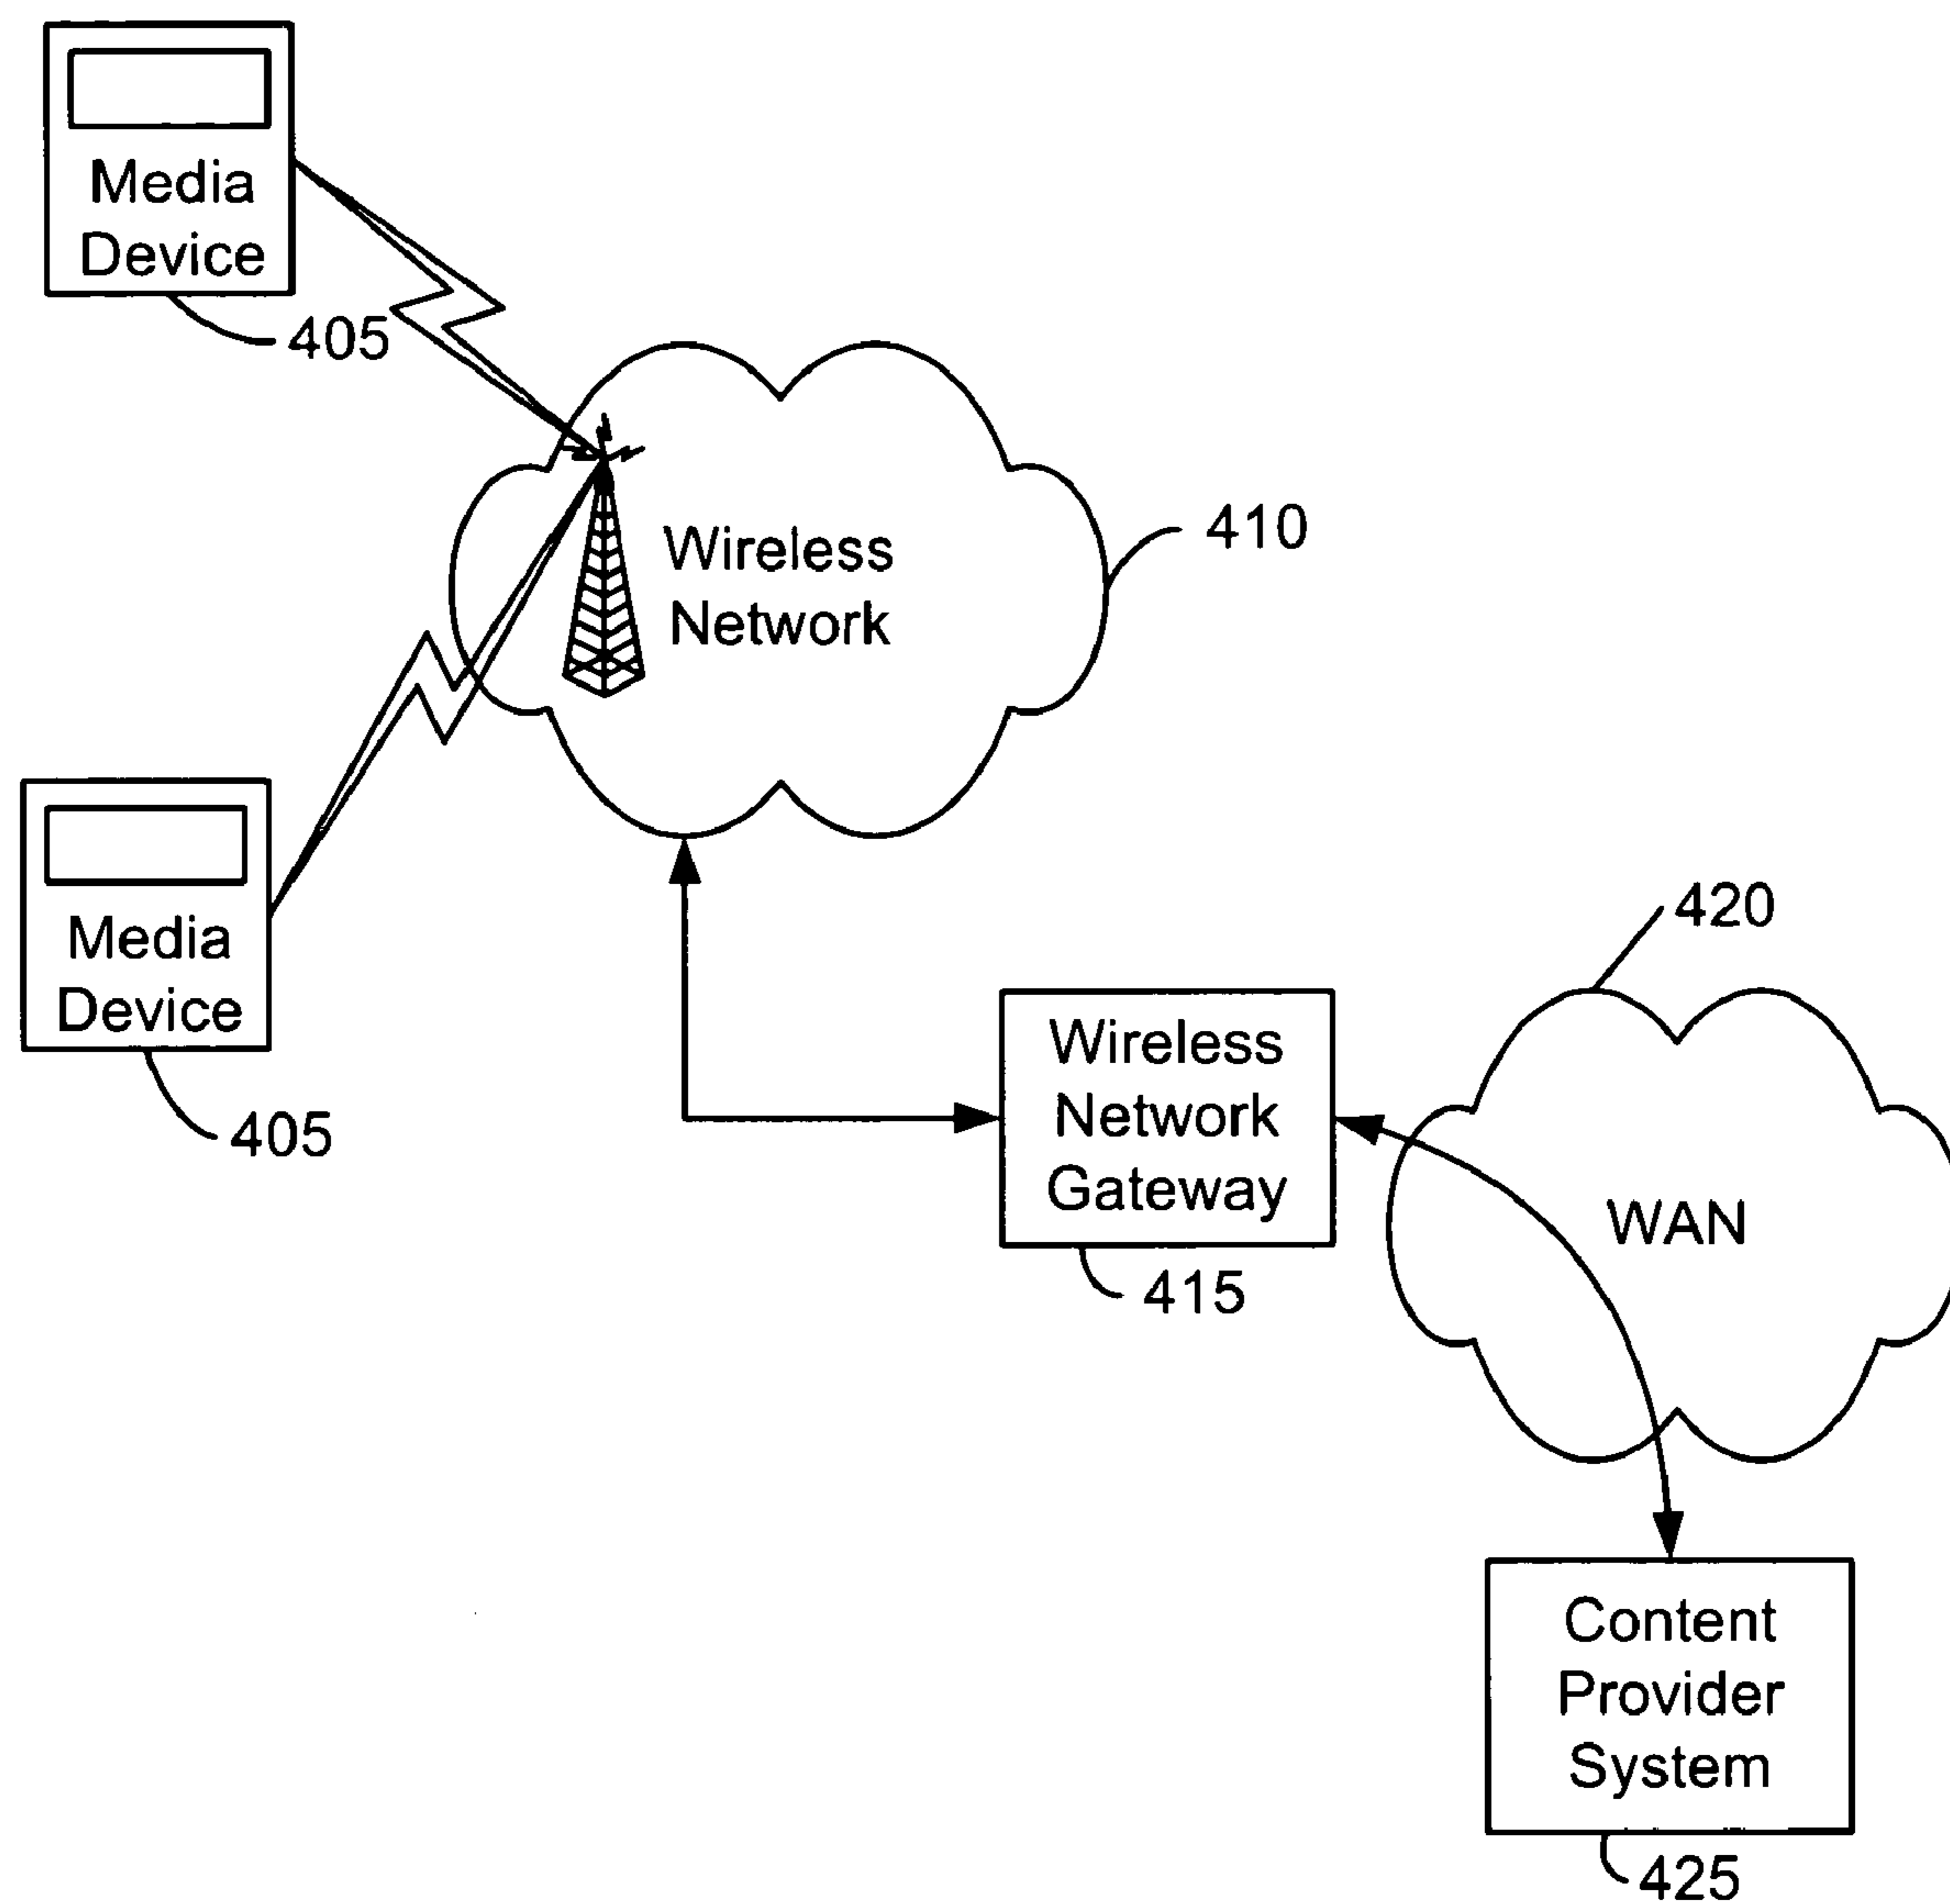 Media
Device
405
Wireless
Network
410
Media
Device
405
420
Wireless
Network
Gateway
415
WAN
Content
Provider
System
425